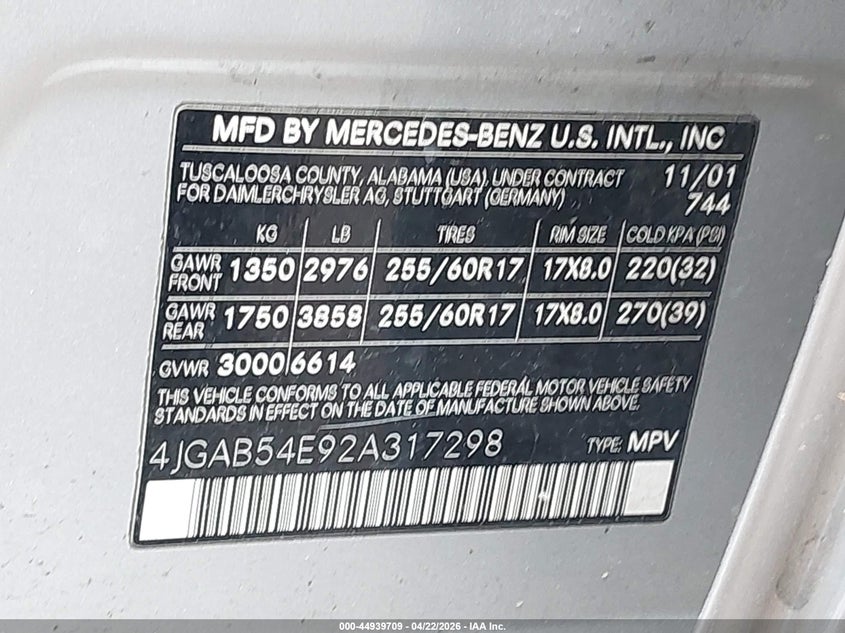 MFD BY MERCEDES-BENZ U.S. INTL., INC
TUSCALOOSA COUNTY, ALABAMA (USA), UNDER CONTRACT 11/01
FOR DAIMLERCHRYSLER AG, STUTTGART (GERMANY) 744
KG LB TIRES RIM SIZE COLD KPA (PSI)
GAWR FRONT 1350 2976 255/60R17 17X8.0 220(32)
GAWR REAR 1750 3858 255/60R17 17X8.0 270(39)
GVWR 3000 6614
THIS VEHICLE CONFORMS TO ALL APPLICABLE FEDERAL MOTOR VEHICLE SAFETY
STANDARDS IN EFFECT ON THE DATE OF MANUFACTURE SHOWN ABOVE.
4JGAB54E92A317298 TYPE: MPV
000-44939709 - 04/22/2026 - IAA Inc.